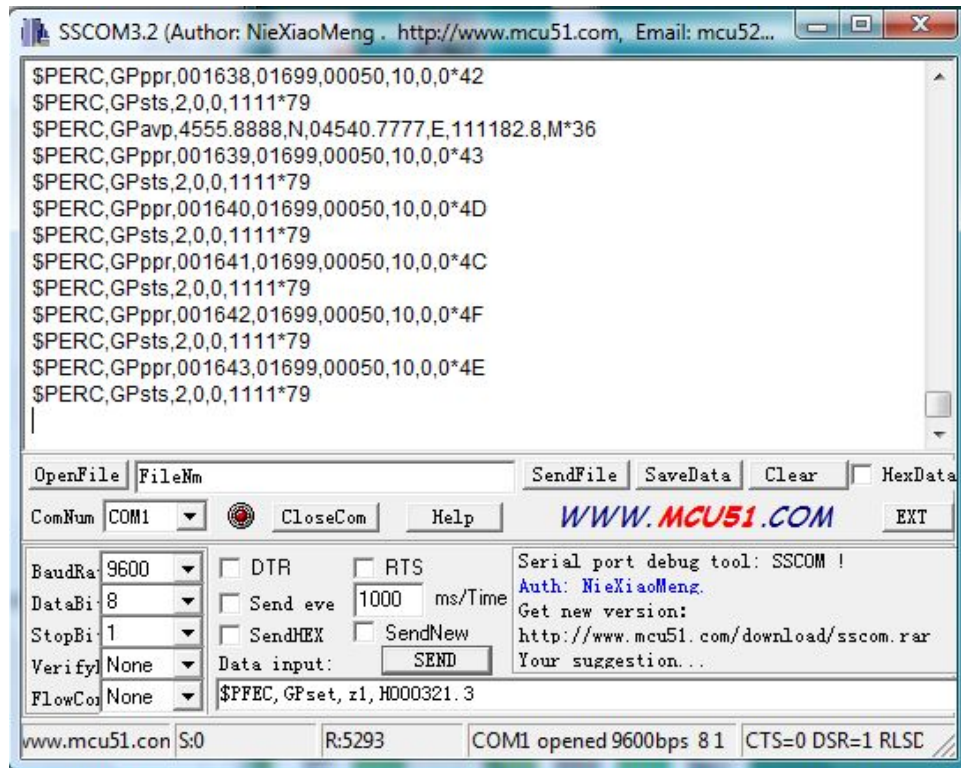 SSCOM3.2 (Author: NieXiaoMeng . http://www.mcu51.com, Email: mcu52...
$PERC,GPppr,001638,01699,00050,10,0,0*42
$PERC,GPsts,2,0,0,1111*79
$PERC,GPavp,4555.8888,N,04540.7777,E,111182.8,M*36
$PERC,GPppr,001639,01699,00050,10,0,0*43
$PERC,GPsts,2,0,0,1111*79
$PERC,GPppr,001640,01699,00050,10,0,0*4D
$PERC,GPsts,2,0,0,1111*79
$PERC,GPppr,001641,01699,00050,10,0,0*4C
$PERC,GPsts,2,0,0,1111*79
$PERC,GPppr,001642,01699,00050,10,0,0*4F
$PERC,GPsts,2,0,0,1111*79
$PERC,GPppr,001643,01699,00050,10,0,0*4E
$PERC,GPsts,2,0,0,1111*79
OpenFile FileNm SendFile SaveData Clear HexData
ComNum COM1 CloseCom Help WWW.MCU51.COM EXT
BaudRa 9600 DTR RTS
DataBi 8 Send eve 1000 ms/Time
StopBi 1 SendHEX SendNew
Verify None Data input: SEND
FlowCo None $PFEC,GPset,z1,H000321.3
Serial port debug tool: SSCOM !
Auth: NieXiaoMeng.
Get new version:
http://www.mcu51.com/download/sscom.rar
Your suggestion...
www.mcu51.con S:0 R:5293 COM1 opened 9600bps 8 1 CTS=0 DSR=1 RLSD